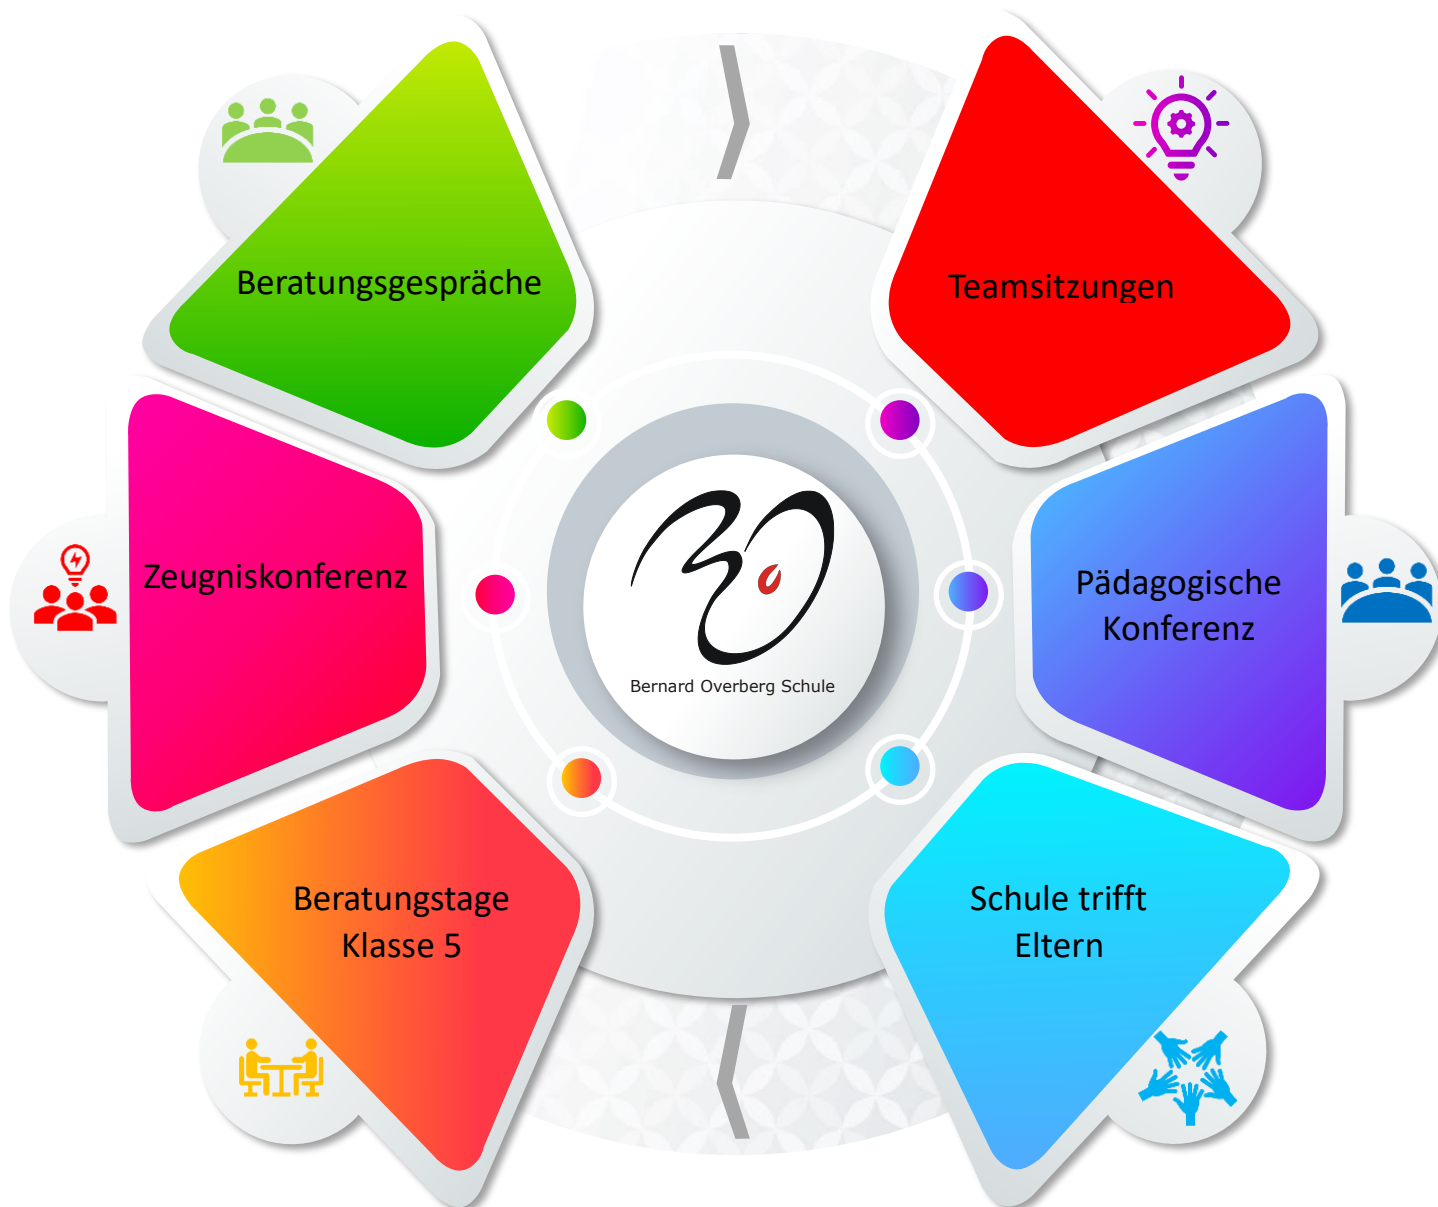 Beratungsgespräche
Teamsitzungen
Zeugniskonferenz
Pädagogische
Konferenz
Bernard Overberg Schule
Beratungstage
Klasse 5
Schule trifft
Eltern